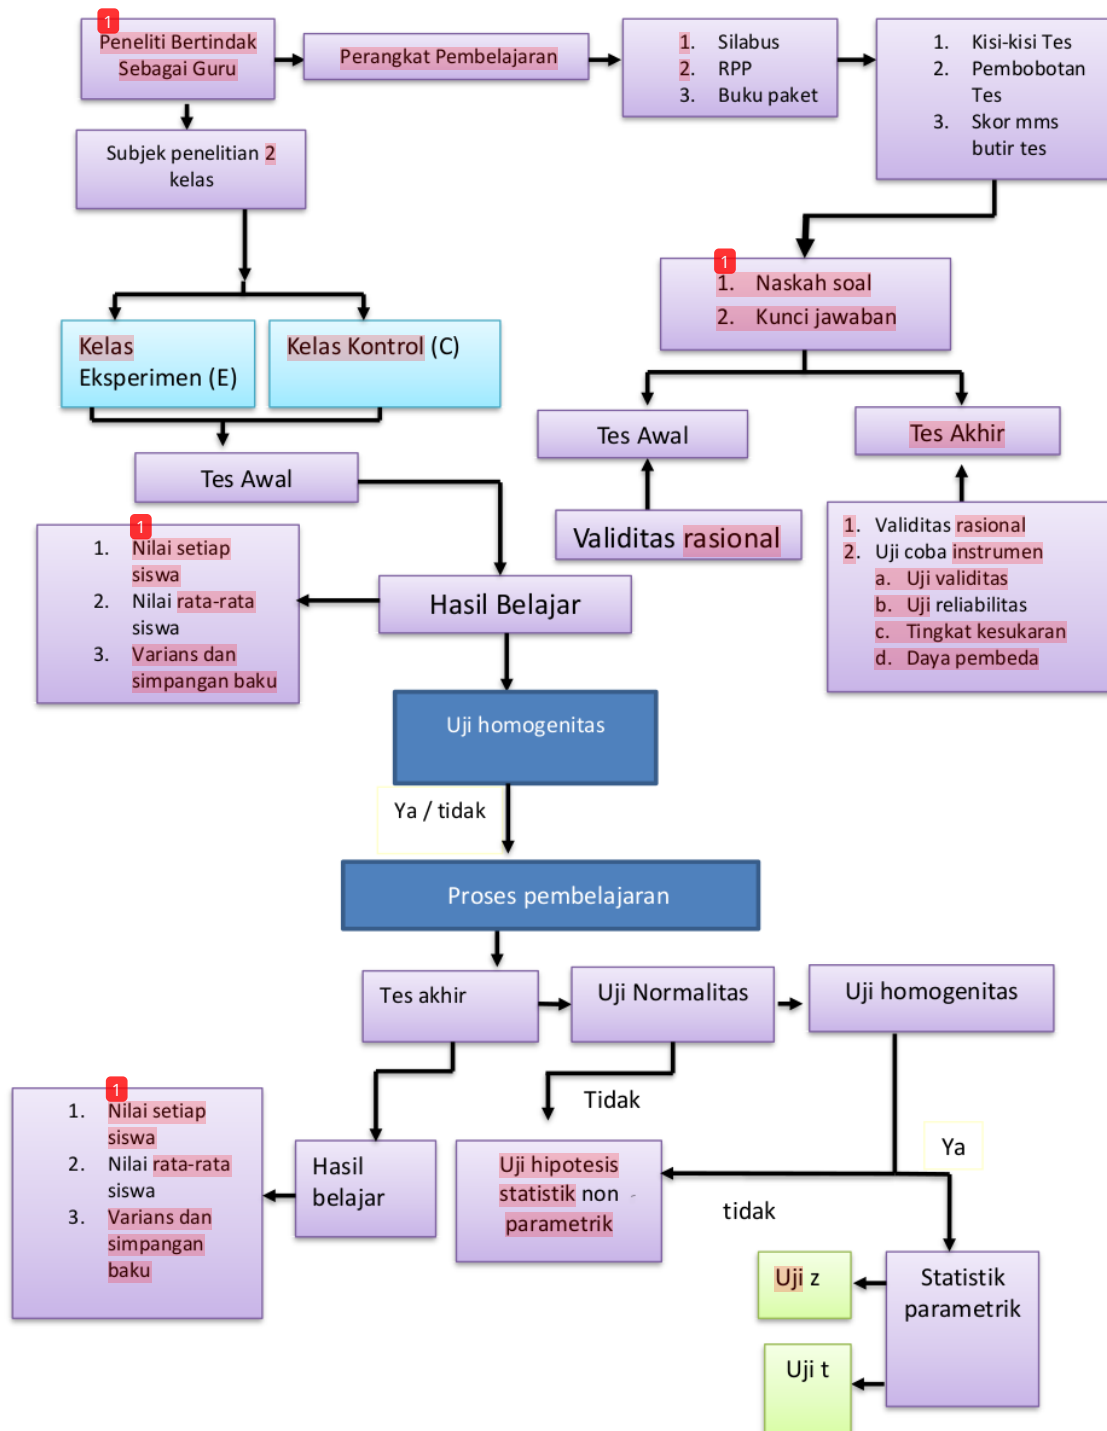 1
Peneliti Bertindak
Sebagai Guru
Perangkat Pembelajaran
1. Silabus
2. RPP
3. Buku paket
1. Kisi-kisi Tes
2. Pembobotan
Tes
3. Skor mms
butir tes
Subjek penelitian 2
kelas
1
1. Naskah soal
2. Kunci jawaban
Kelas
Eksperimen (E)
Kelas Kontrol (C)
Tes Awal
Tes Akhir
Tes Awal
Validitas rasional
1. Validitas rasional
2. Uji coba instrumen
a. Uji validitas
b. Uji reliabilitas
c. Tingkat kesukaran
d. Daya pembeda
1
1. Nilai setiap
siswa
2. Nilai rata-rata
siswa
3. Varians dan
simpangan baku
Hasil Belajar
Uji homogenitas
Ya / tidak
Proses pembelajaran
Tes akhir
Uji Normalitas
Uji homogenitas
Tidak
1
1. Nilai setiap
siswa
2. Nilai rata-rata
siswa
3. Varians dan
simpangan
baku
Hasil
belajar
Uji hipotesis
statistik non
parametrik
Ya
tidak
Uji z
Statistik
parametrik
Uji t